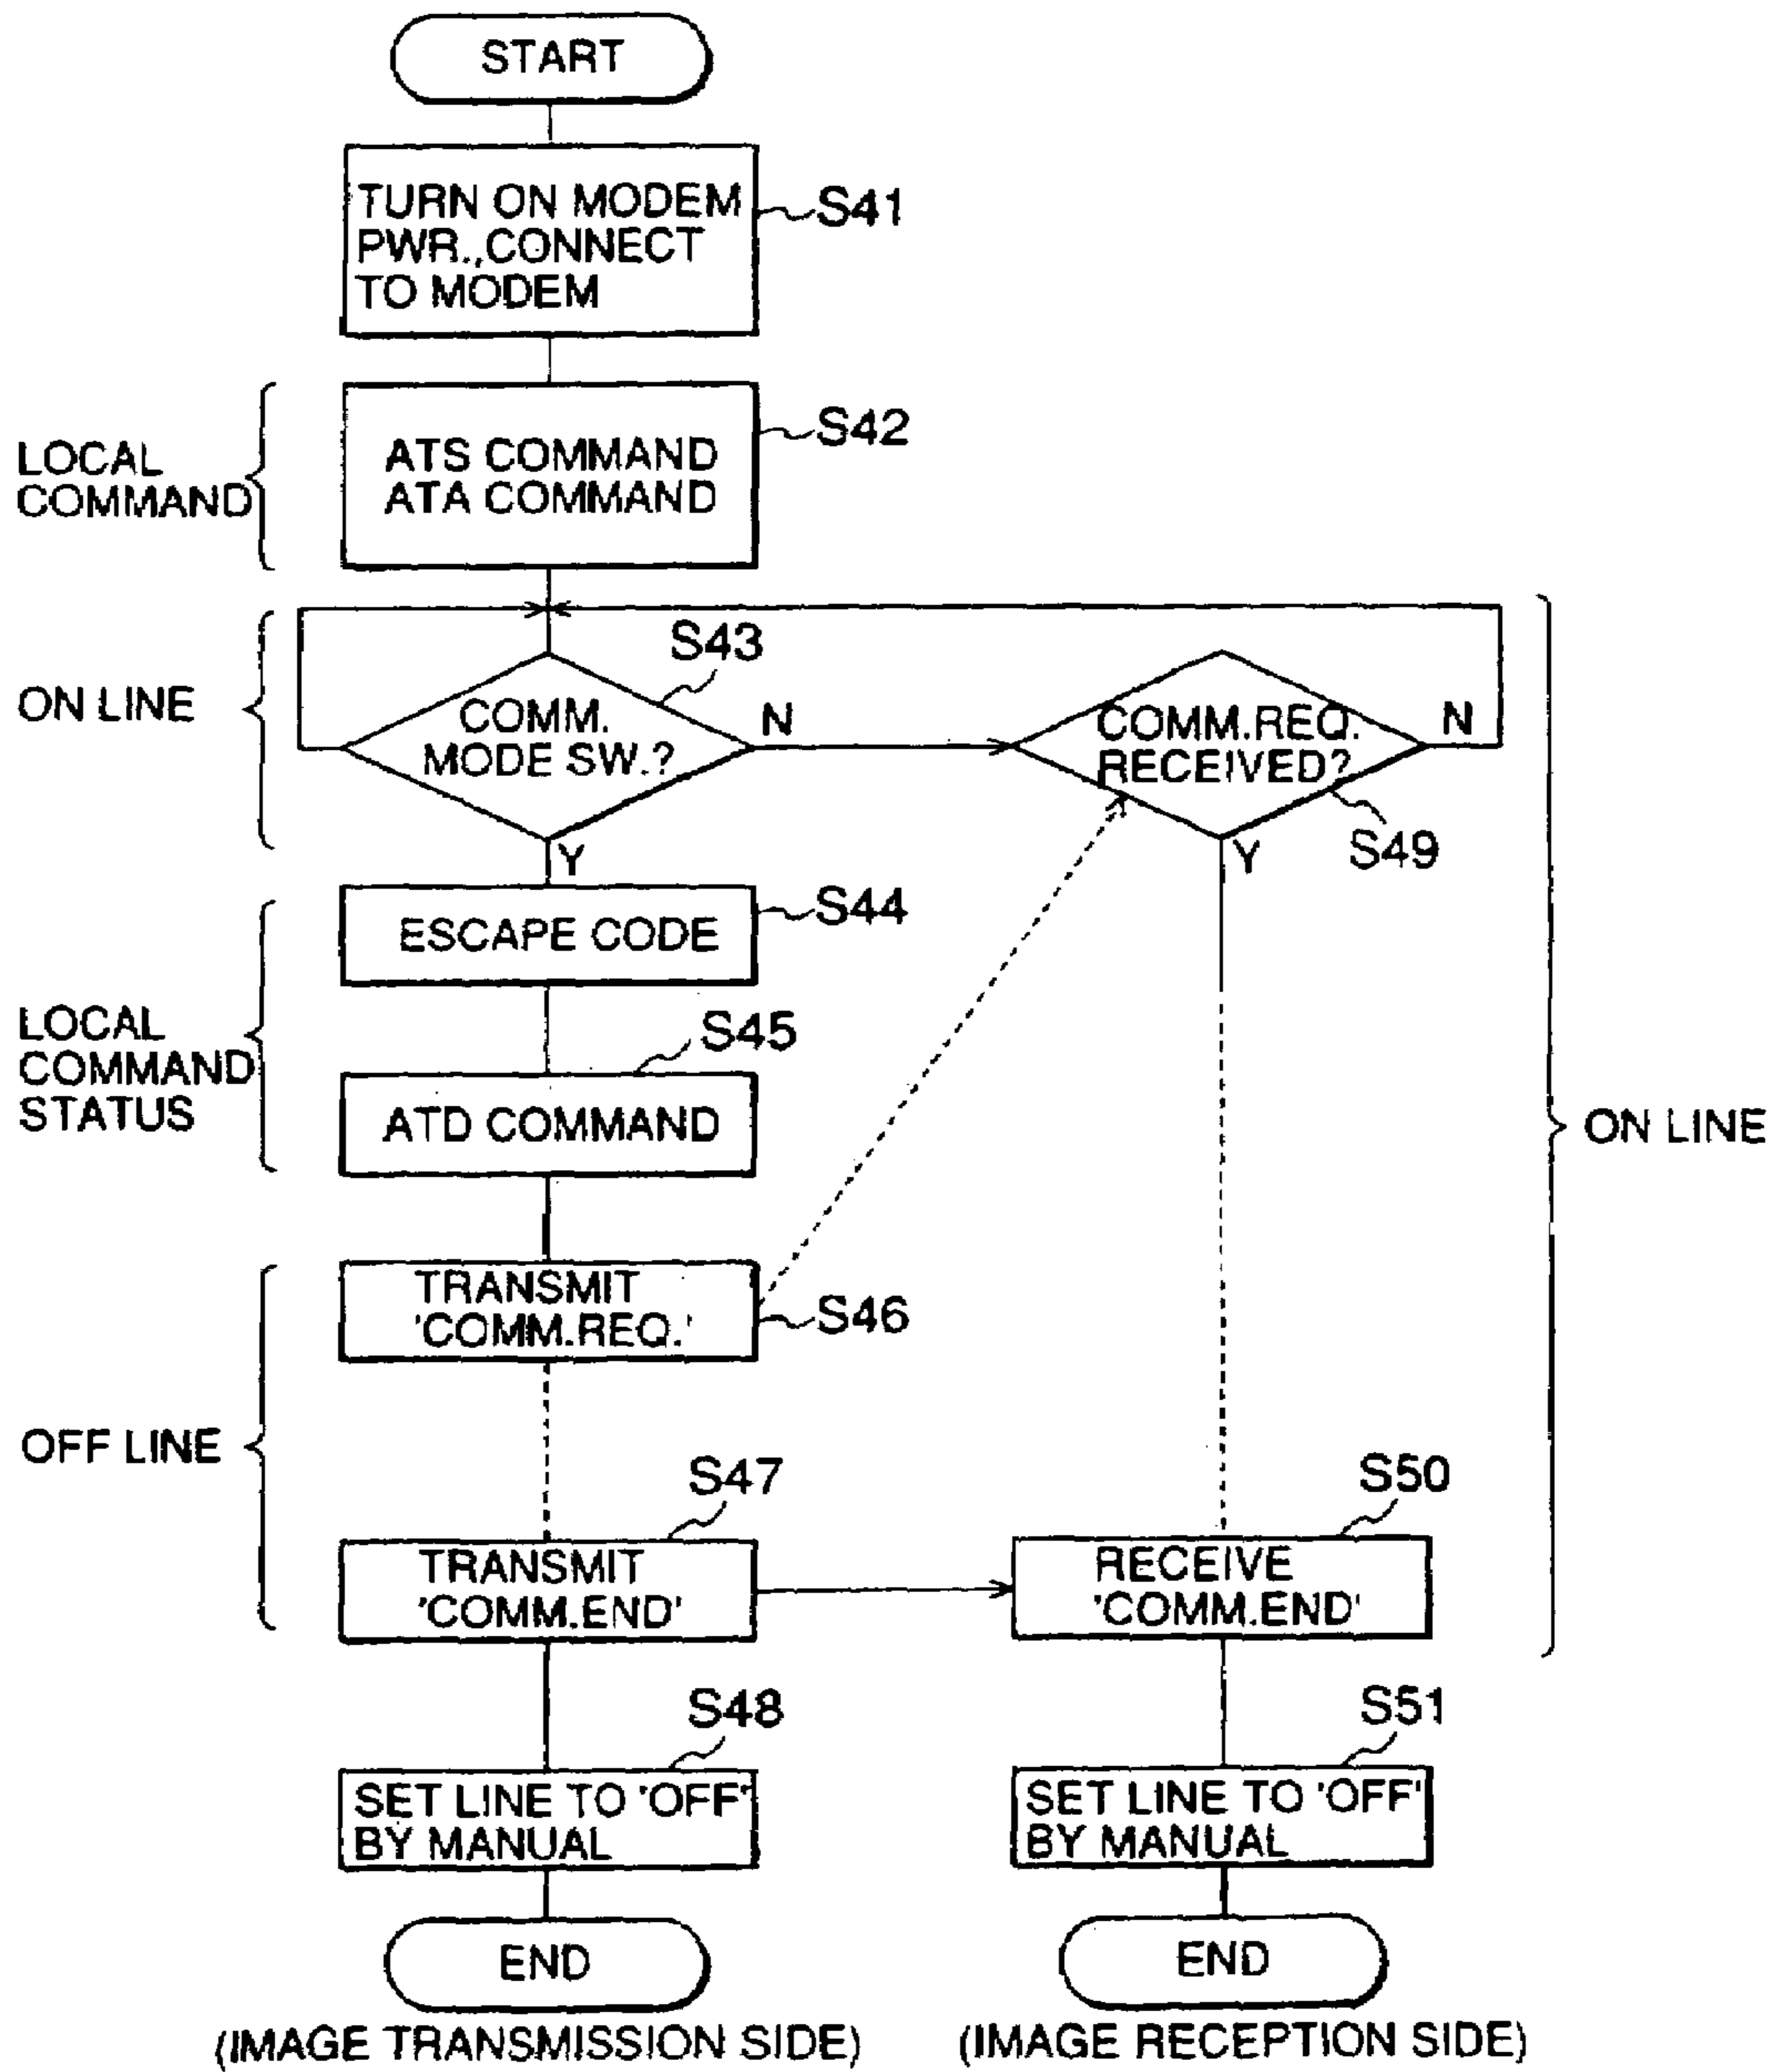 START
TURN ON MODEM
PWR.,CONNECT
TO MODEM
S41
LOCAL
COMMAND
ATS COMMAND
ATA COMMAND
S42
ON LINE
COMM.
MODE SW.?
S43
N
Y
COMM.REQ.
RECEIVED?
N
S49
Y
LOCAL
COMMAND
STATUS
ESCAPE CODE
S44
ATD COMMAND
S45
ON LINE
OFF LINE
TRANSMIT
'COMM.REQ.'
S46
TRANSMIT
'COMM.END'
S47
RECEIVE
'COMM.END'
S50
SET LINE TO 'OFF'
BY MANUAL
S48
SET LINE TO 'OFF'
BY MANUAL
S51
END
END
(IMAGE TRANSMISSION SIDE)
(IMAGE RECEPTION SIDE)